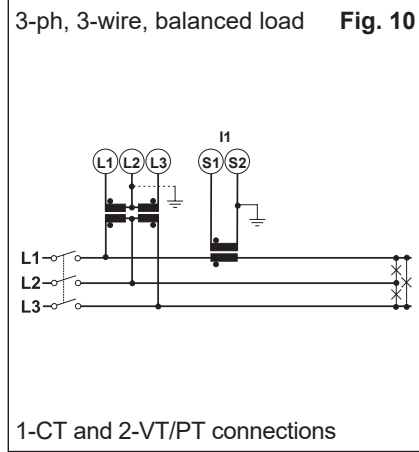 3-ph, 3-wire, balanced load Fig. 10
I1
L1 L2 L3 S1 S2
L1
L2
L3
1-CT and 2-VT/PT connections